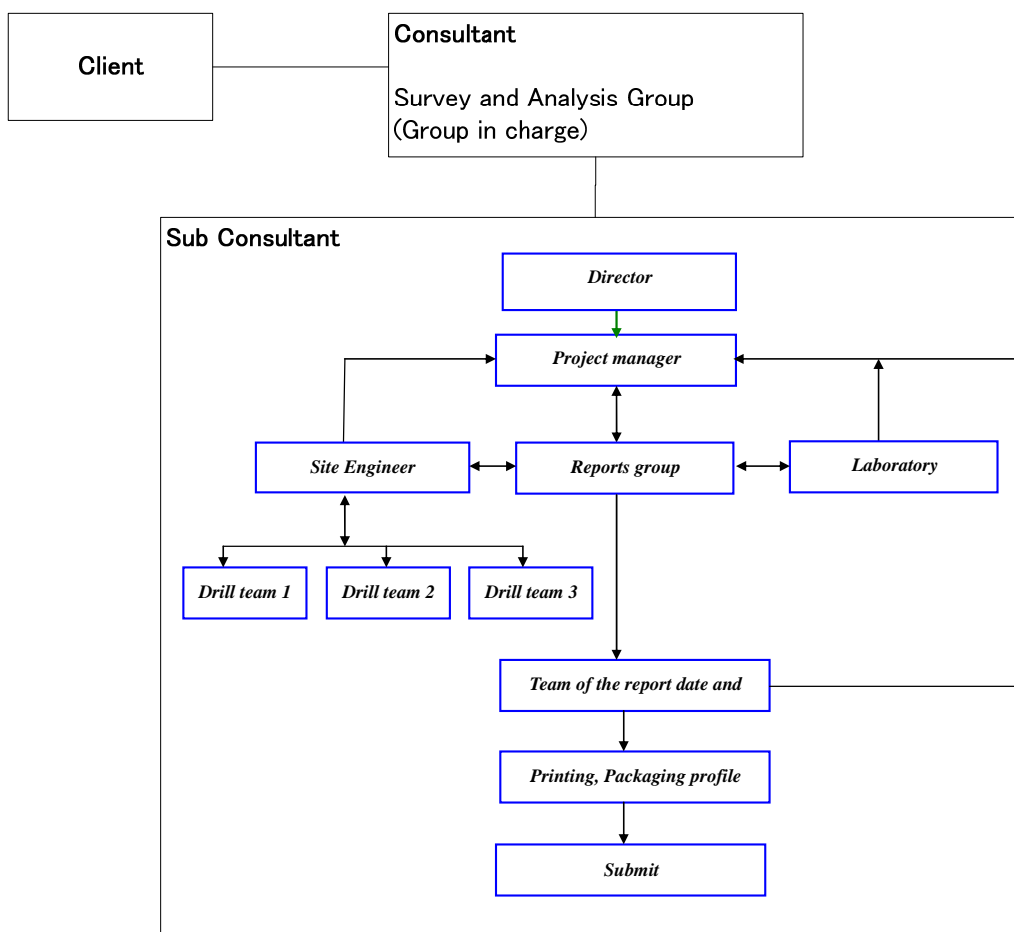 Client
Consultant
Survey and Analysis Group
(Group in charge)
Sub Consultant
Director
Project manager
Site Engineer
Reports group
Laboratory
Drill team 1
Drill team 2
Drill team 3
Team of the report date and
Printing, Packaging profile
Submit